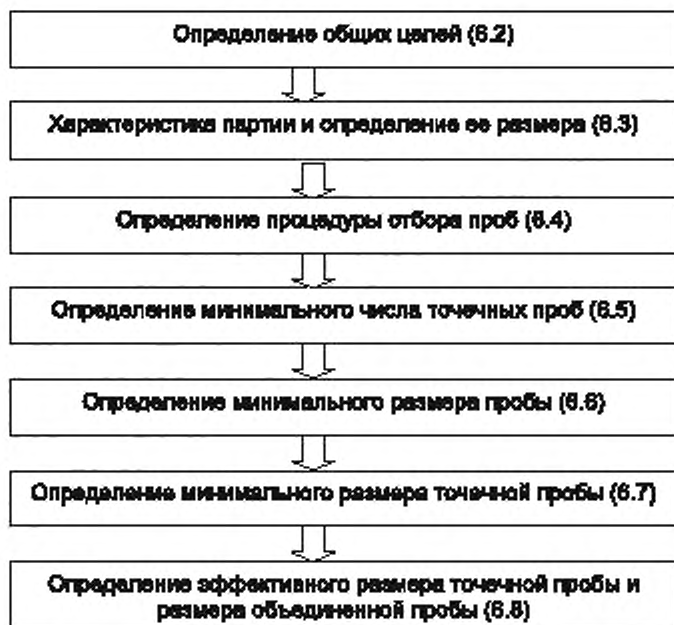 Определение общих целей (6.2)
Характеристика партии и определение ее размера (6.3)
Определение процедуры отбора проб (6.4)
Определение минимального числа точечных проб (6.5)
Определение минимального размера пробы (6.6)
Определение минимального размера точечной пробы (6.7)
Определение эффективного размера точечной пробы и
размера объединенной пробы (6.8)